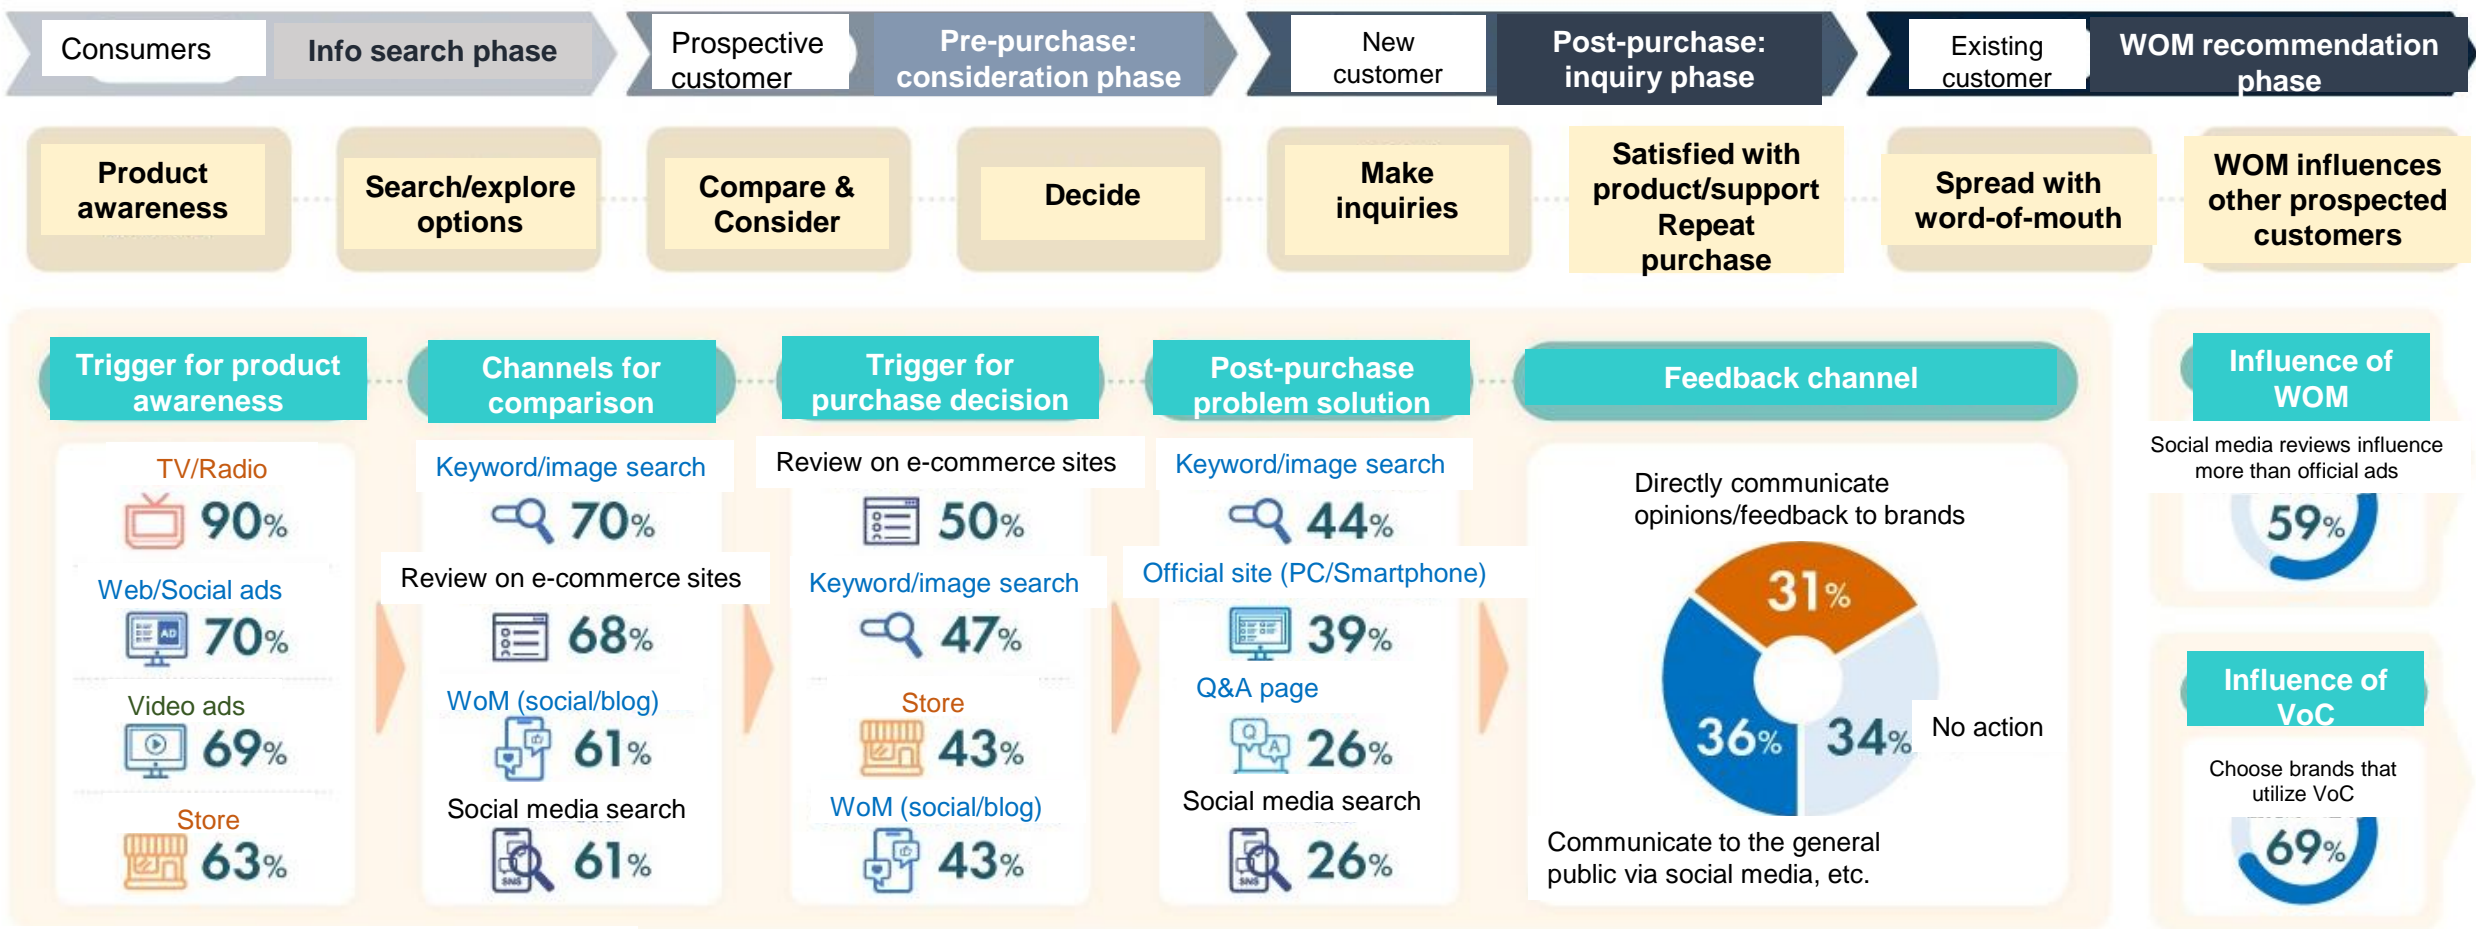 Consumers
Info search phase
Prospective
customer
Pre-purchase:
consideration phase
New
customer
Post-purchase:
inquiry phase
Existing
customer
WOM recommendation
phase
Product
awareness
Search/explore
options
Compare &
Consider
Decide
Make
inquiries
Satisfied with
product/support
Repeat
purchase
Spread with
word-of-mouth
WOM influences
other prospected
customers
Trigger for product
awareness
TV/Radio
90%
Web/Social ads
AD
70%
Video ads
69%
Store
63%
Channels for
comparison
Keyword/image search
70%
Review on e-commerce sites
68%
WoM (social/blog)
61%
Social media search
SNS
61%
Trigger for
purchase decision
Review on e-commerce sites
50%
Keyword/image search
47%
Store
43%
WoM (social/blog)
43%
Post-purchase
problem solution
Keyword/image search
44%
Official site (PC/Smartphone)
39%
Q&A page
Q
A
26%
Social media search
SNS
26%
Feedback channel
Directly communicate
opinions/feedback to brands
31%
36%
34%
No action
Communicate to the general
public via social media, etc.
Influence of
WOM
Social media reviews influence
more than official ads
59%
Influence of
VoC
Choose brands that
utilize VoC
69%